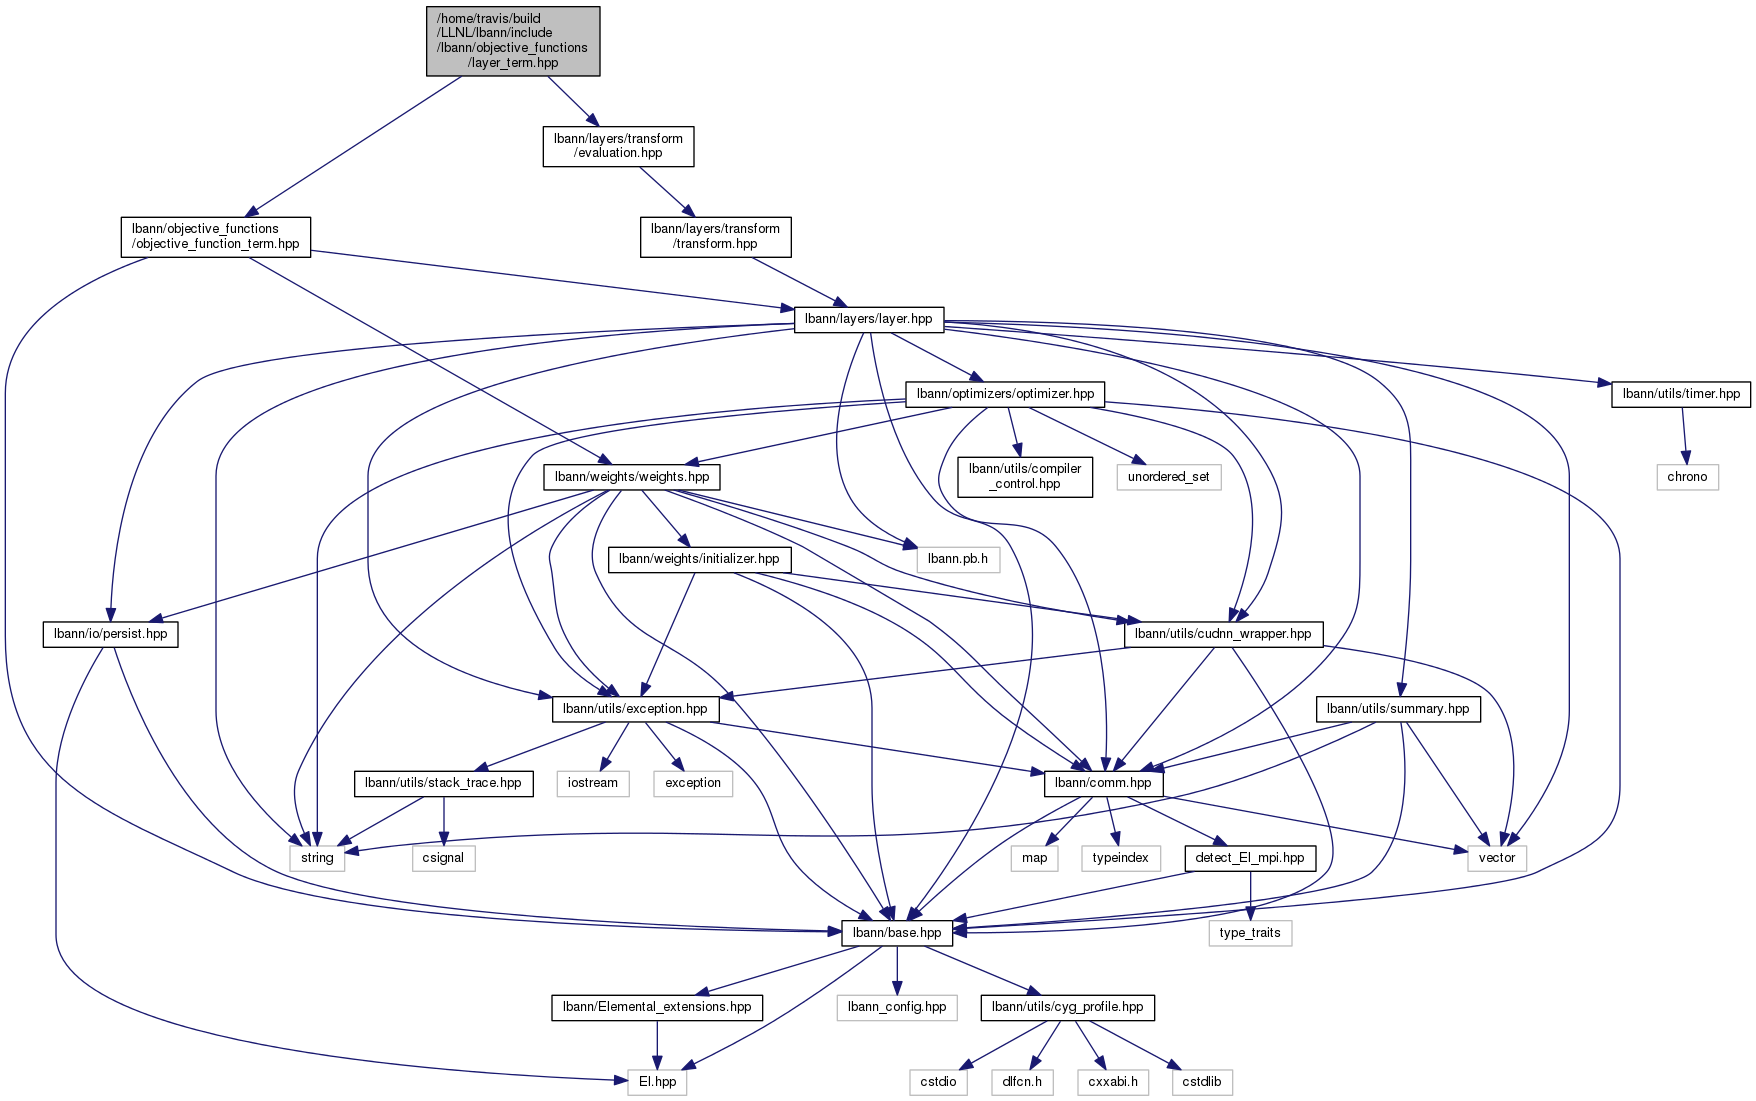 /home/travis/build
/LLNL/lbann/include
/lbann/objective_functions
/layer_term.hpp
lbann/layers/transform
/evaluation.hpp
lbann/objective_functions
/objective_function_term.hpp
lbann/layers/transform
/transform.hpp
lbann/layers/layer.hpp
lbann/optimizers/optimizer.hpp
lbann/utils/timer.hpp
lbann/weights/weights.hpp
lbann/utils/compiler
_control.hpp
unordered_set
chrono
lbann/weights/initializer.hpp
lbann.pb.h
lbann/io/persist.hpp
lbann/utils/cudnn_wrapper.hpp
lbann/utils/exception.hpp
lbann/utils/summary.hpp
lbann/utils/stack_trace.hpp
iostream
exception
lbann/comm.hpp
string
csignal
map
typeindex
detect_El_mpi.hpp
vector
lbann/base.hpp
type_traits
lbann/Elemental_extensions.hpp
lbann_config.hpp
lbann/utils/cyg_profile.hpp
El.hpp
cstdio
dlfcn.h
cxxabi.h
cstdlib